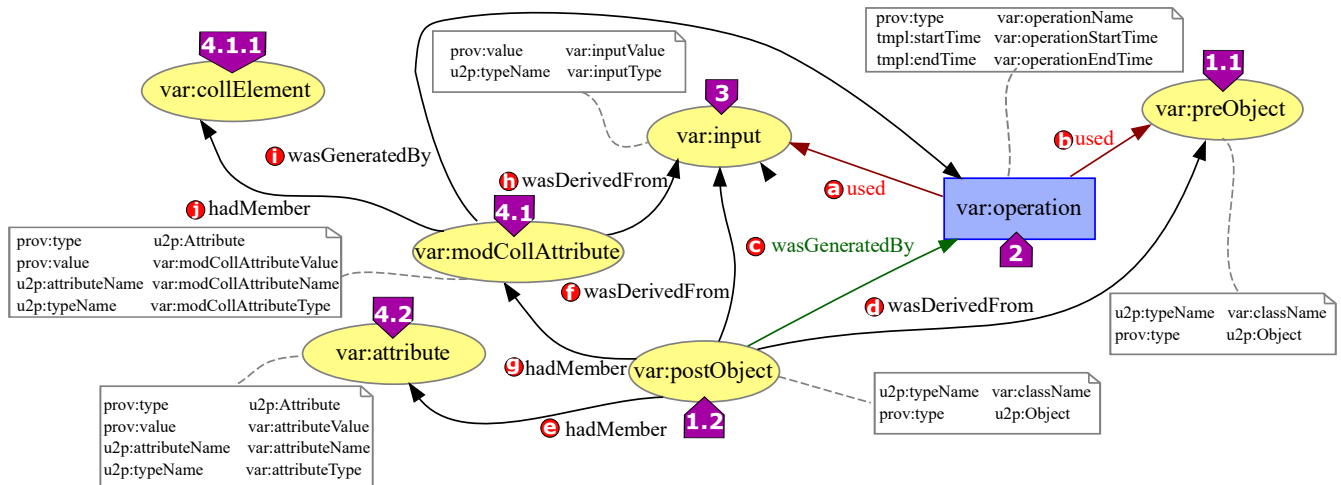 prov:type var:operationName
tmpl:startTime var:operationStartTime
tmpl:endTime var:operationEndTime
4.1.1
var:collElement
prov:value var:inputValue
u2p:typeName var:inputType
3
var:input
1.1
var:preObject
b used
i wasGeneratedBy
h wasDerivedFrom
a used
j hadMember
4.1
var:modCollAttribute
var:operation
2
c wasGeneratedBy
prov:type u2p:Attribute
prov:value var:modCollAttributeValue
u2p:attributeName var:modCollAttributeName
u2p:typeName var:modCollAttributeType
f wasDerivedFrom
d wasDerivedFrom
u2p:typeName var:className
prov:type u2p:Object
4.2
var:attribute
g hadMember
var:postObject
1.2
u2p:typeName var:className
prov:type u2p:Object
e hadMember
prov:type u2p:Attribute
prov:value var:attributeValue
u2p:attributeName var:attributeName
u2p:typeName var:attributeType